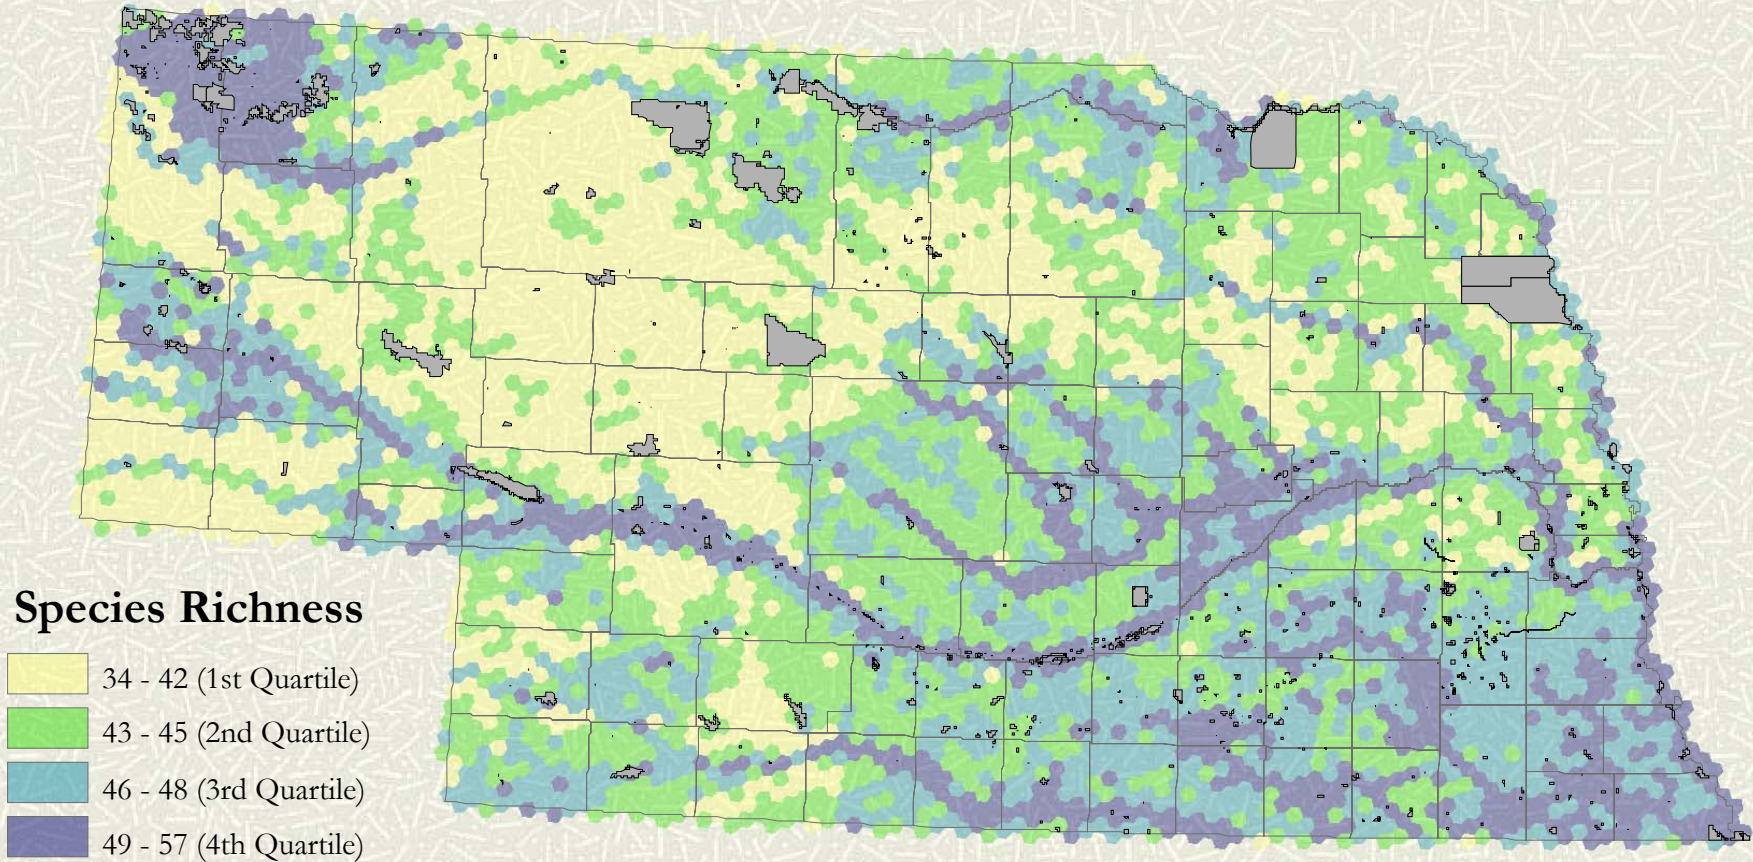 Species Richness
34 - 42 (1st Quartile)
43 - 45 (2nd Quartile)
46 - 48 (3rd Quartile)
49 - 57 (4th Quartile)